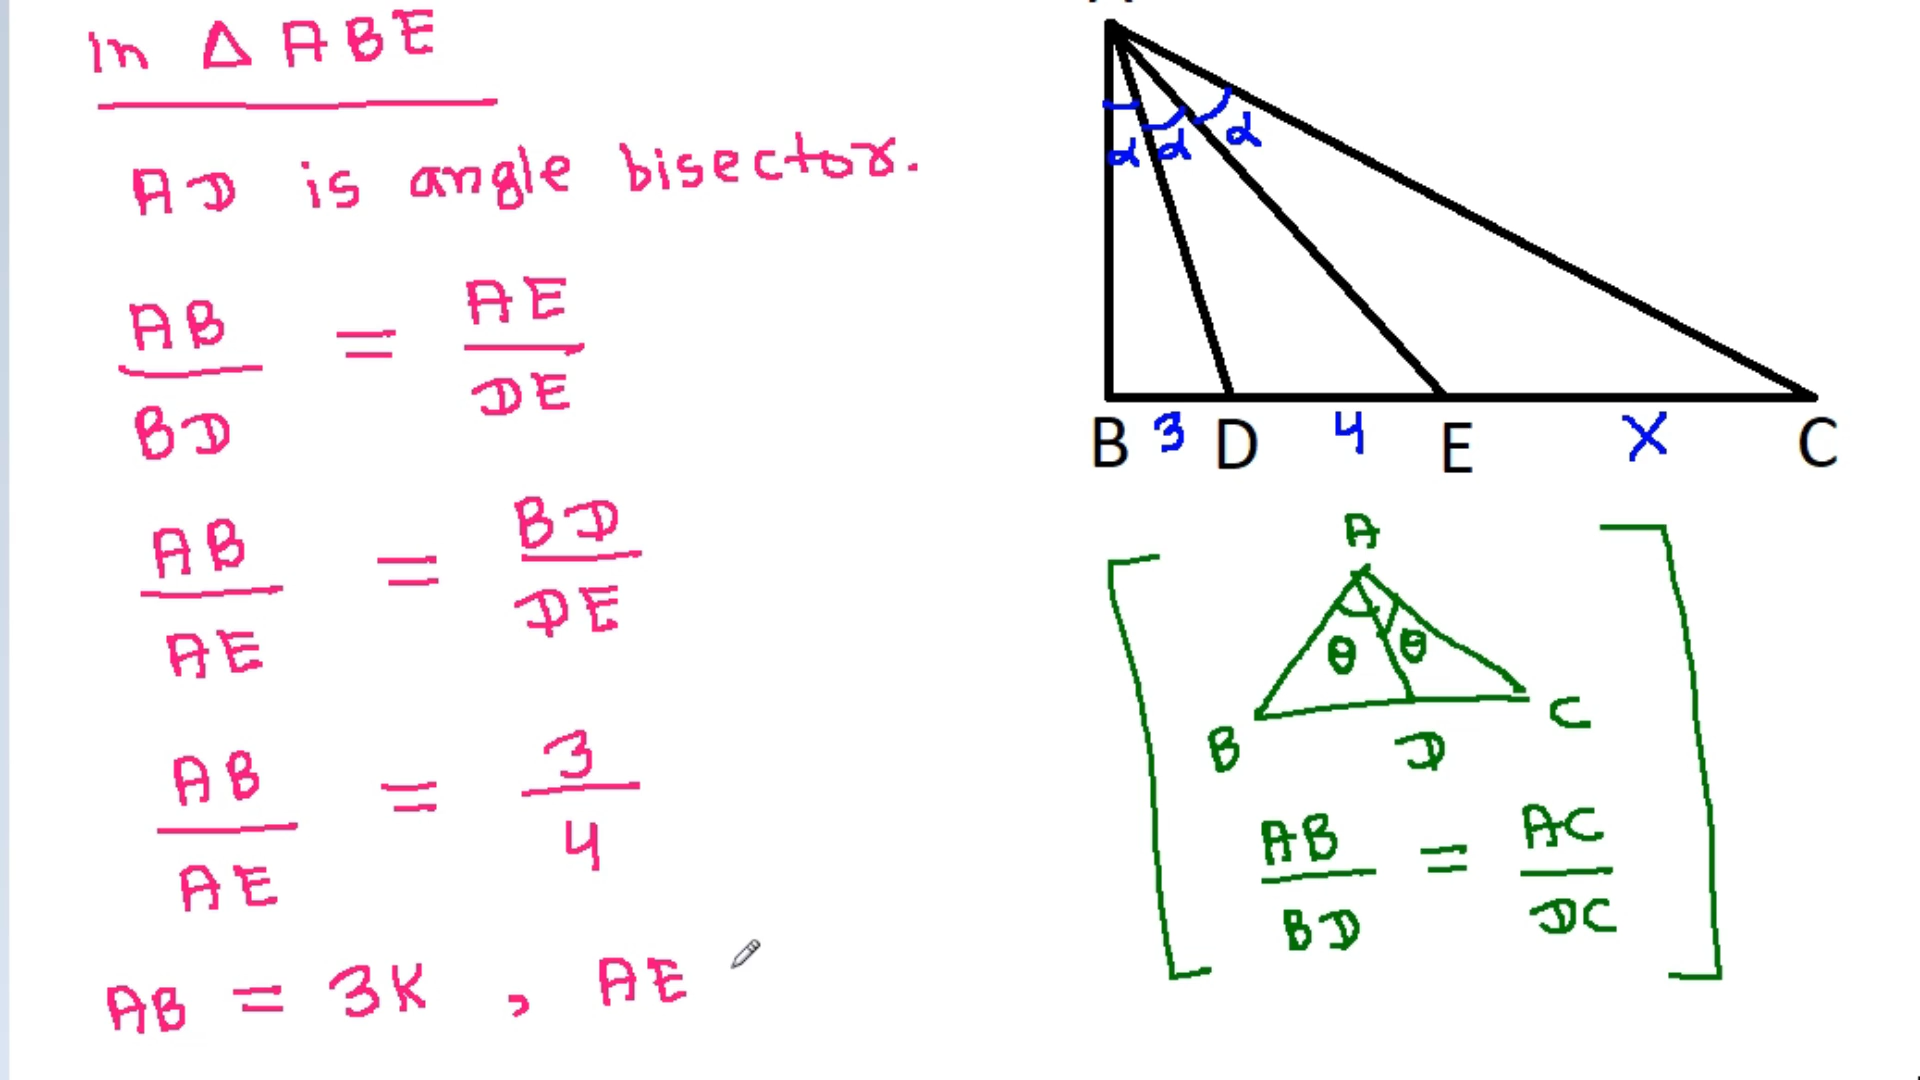 In Δ ABE
AD is angle bisector.
AB/BD = AE/DE
AB/AE = BD/DE
AB/AE = 3/4
AB = 3K , AE
α α α
B 3 D 4 E X C
A
θ θ
B D C
AB/BD = AC/DC